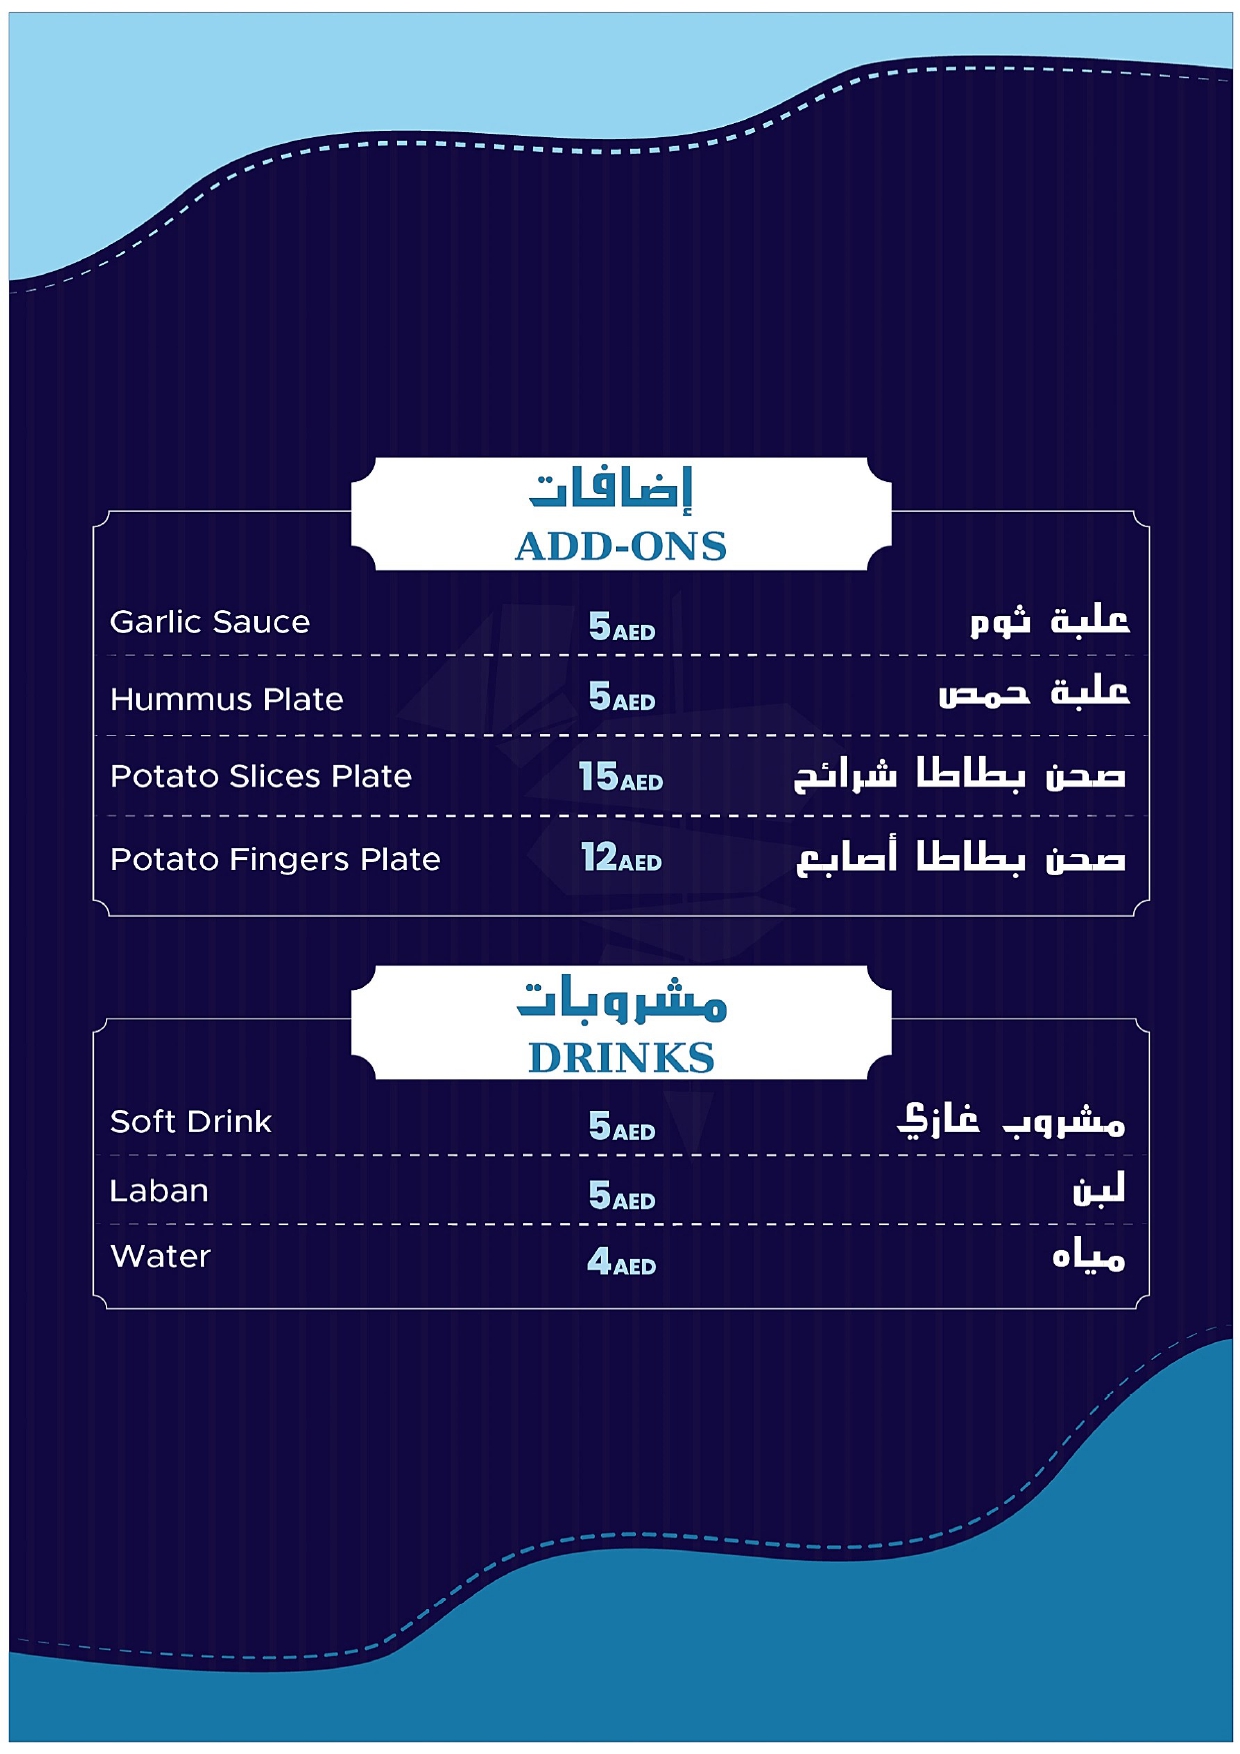 إضافات
ADD-ONS
Garlic Sauce 5AED علبة ثوم
Hummus Plate 5AED علبة حمص
Potato Slices Plate 15AED صحن بطاطا شرائح
Potato Fingers Plate 12AED صحن بطاطا أصابع
مشروبات
DRINKS
Soft Drink 5AED مشروب غازي
Laban 5AED لبن
Water 4AED مياه